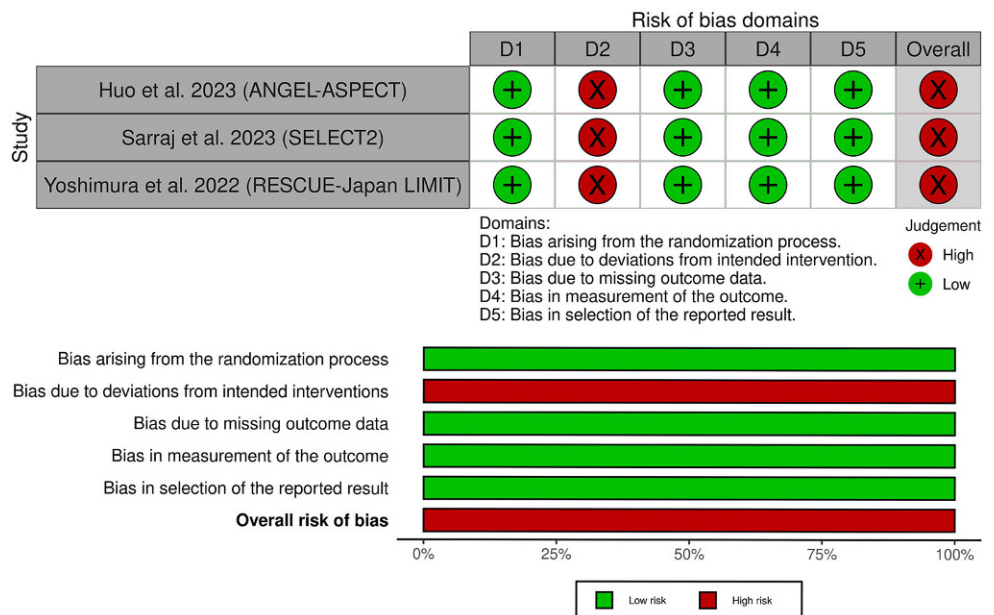 Risk of bias domains
D1 D2 D3 D4 D5 Overall
Study
Huo et al. 2023 (ANGEL-ASPECT) + X + + + X
Sarraj et al. 2023 (SELECT2) + X + + + X
Yoshimura et al. 2022 (RESCUE-Japan LIMIT) + X + + + X
Domains:
D1: Bias arising from the randomization process.
D2: Bias due to deviations from intended intervention.
D3: Bias due to missing outcome data.
D4: Bias in measurement of the outcome.
D5: Bias in selection of the reported result.
Judgement
X High
+ Low
Bias arising from the randomization process
Bias due to deviations from intended interventions
Bias due to missing outcome data
Bias in measurement of the outcome
Bias in selection of the reported result
Overall risk of bias
0% 25% 50% 75% 100%
Low risk High risk